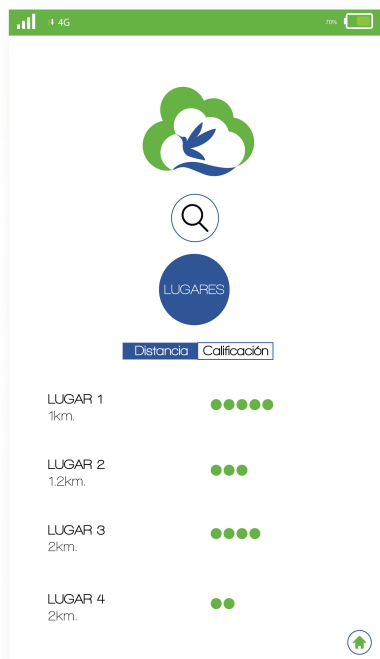 4G 70%
LUGARES
Distancia Calificación
LUGAR 1
1km.
LUGAR 2
1.2km.
LUGAR 3
2km.
LUGAR 4
2km.